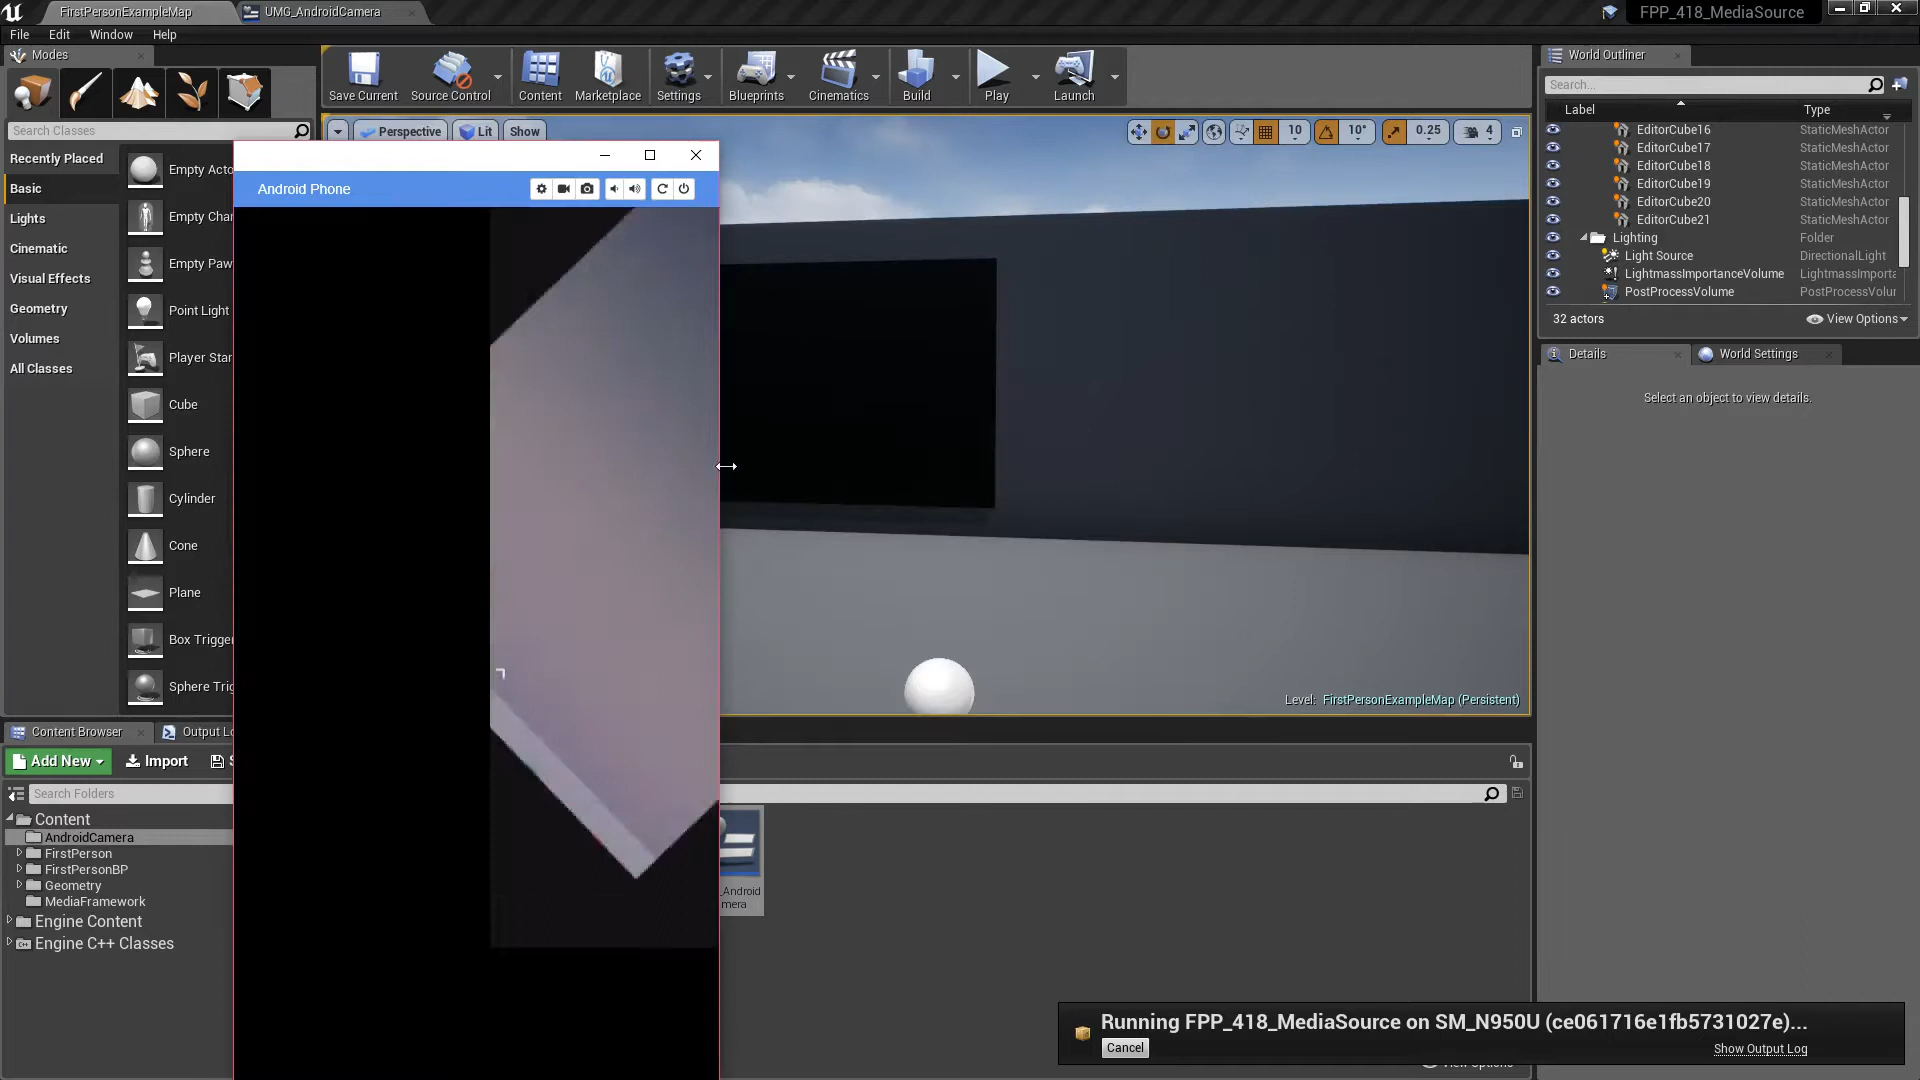 FirstPersonExampleMap
UMG_AndroidCamera
FPP_418_MediaSource
File Edit Window Help
Modes
Save Current
Source Control
Content
Marketplace
Settings
Blueprints
Cinematics
Build
Play
Launch
World Outliner
Search...
Label Type
Search Classes
Perspective Lit Show
10 10° 0.25 4
EditorCube16 StaticMeshActor
EditorCube17 StaticMeshActor
EditorCube18 StaticMeshActor
EditorCube19 StaticMeshActor
EditorCube20 StaticMeshActor
EditorCube21 StaticMeshActor
Lighting Folder
Light Source DirectionalLight
LightmassImportanceVolume LightmassImporta
PostProcessVolume PostProcessVolur
32 actors View Options
Details World Settings
Select an object to view details.
Recently Placed
Basic
Lights
Cinematic
Visual Effects
Geometry
Volumes
All Classes
Empty Acto
Empty Char
Empty Paw
Point Light
Player Star
Cube
Sphere
Cylinder
Cone
Plane
Box Trigger
Sphere Trig
Android Phone
Level: FirstPersonExampleMap (Persistent)
Content Browser Output Lo
Add New Import S
Search Folders
Content
AndroidCamera
FirstPerson
FirstPersonBP
Geometry
MediaFramework
Engine Content
Engine C++ Classes
_Android
mera
Running FPP_418_MediaSource on SM_N950U (ce061716e1fb5731027e)...
Cancel
Show Output Log